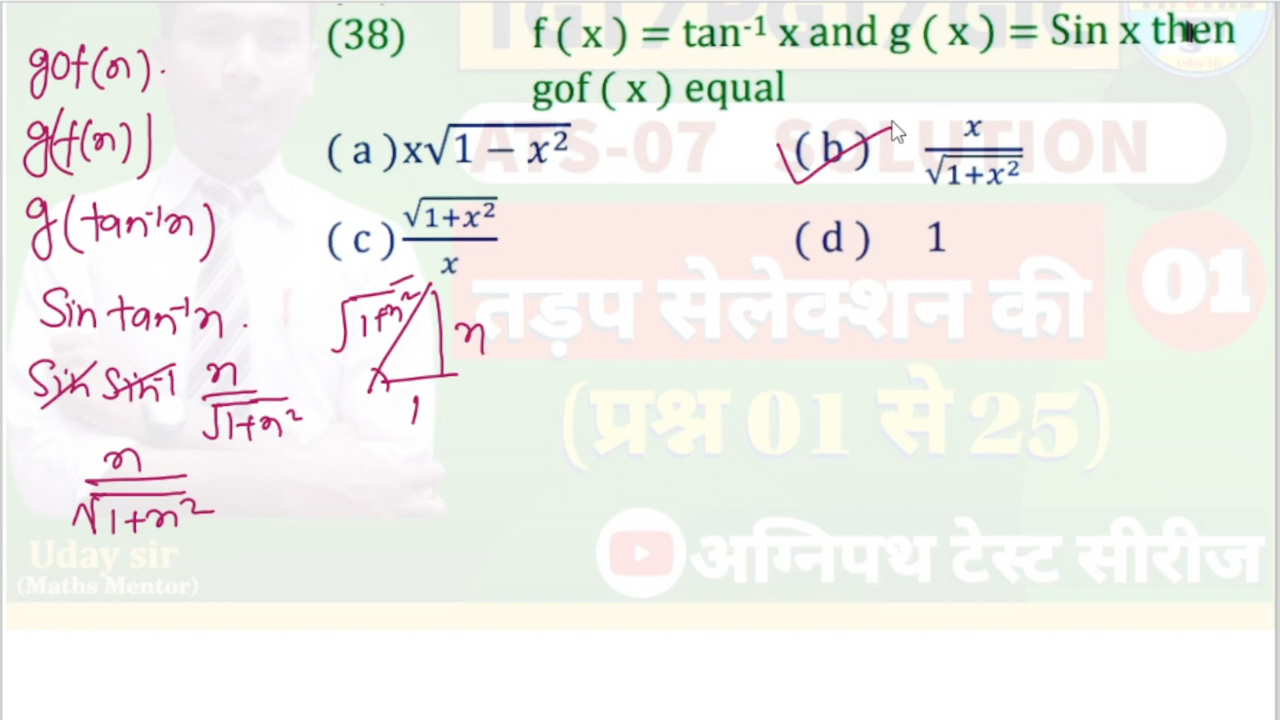 (38) f ( x ) = tan⁻¹ x and g ( x ) = Sin x then
gof ( x ) equal
( a ) x√1 − x²
( b ) x/√1+x²
( c ) √1+x²/x
( d ) 1
gof(x).
g[f(x)]
g(tan⁻¹x)
Sin tan⁻¹x.
Sin Sin⁻¹ x/√1+x²
x/√1+x²
√1+x²
x
1
ATS-07 SOLUTION
तड़प सेलेक्शन की 01
(प्रश्न 01 से 25)
Uday sir
(Maths Mentor)
अग्निपथ टेस्ट सीरीज